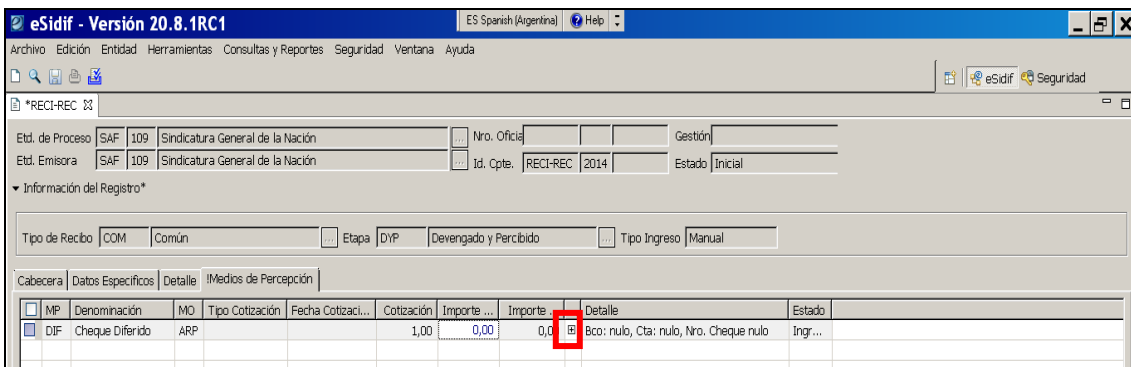 eSidif - Versión 20.8.1RC1 ES Spanish (Argentina) Help
Archivo Edición Entidad Herramientas Consultas y Reportes Seguridad Ventana Ayuda
eSidif Seguridad
*RECI-REC
Etd. de Proceso SAF 109 Sindicatura General de la Nación ... Nro. Oficial Gestión
Etd. Emisora SAF 109 Sindicatura General de la Nación ... Id. Cpte. RECI-REC 2014 Estado Inicial
Información del Registro*
Tipo de Recibo COM Común ... Etapa DYP Devengado y Percibido ... Tipo Ingreso Manual
Cabecera Datos Especificos Detalle !Medios de Percepción
MP Denominación MO Tipo Cotización Fecha Cotizaci... Cotización Importe ... Importe ... Detalle Estado
DIF Cheque Diferido ARP 1,00 0,00 0,0 Bco: nulo, Cta: nulo, Nro. Cheque nulo Ingr...